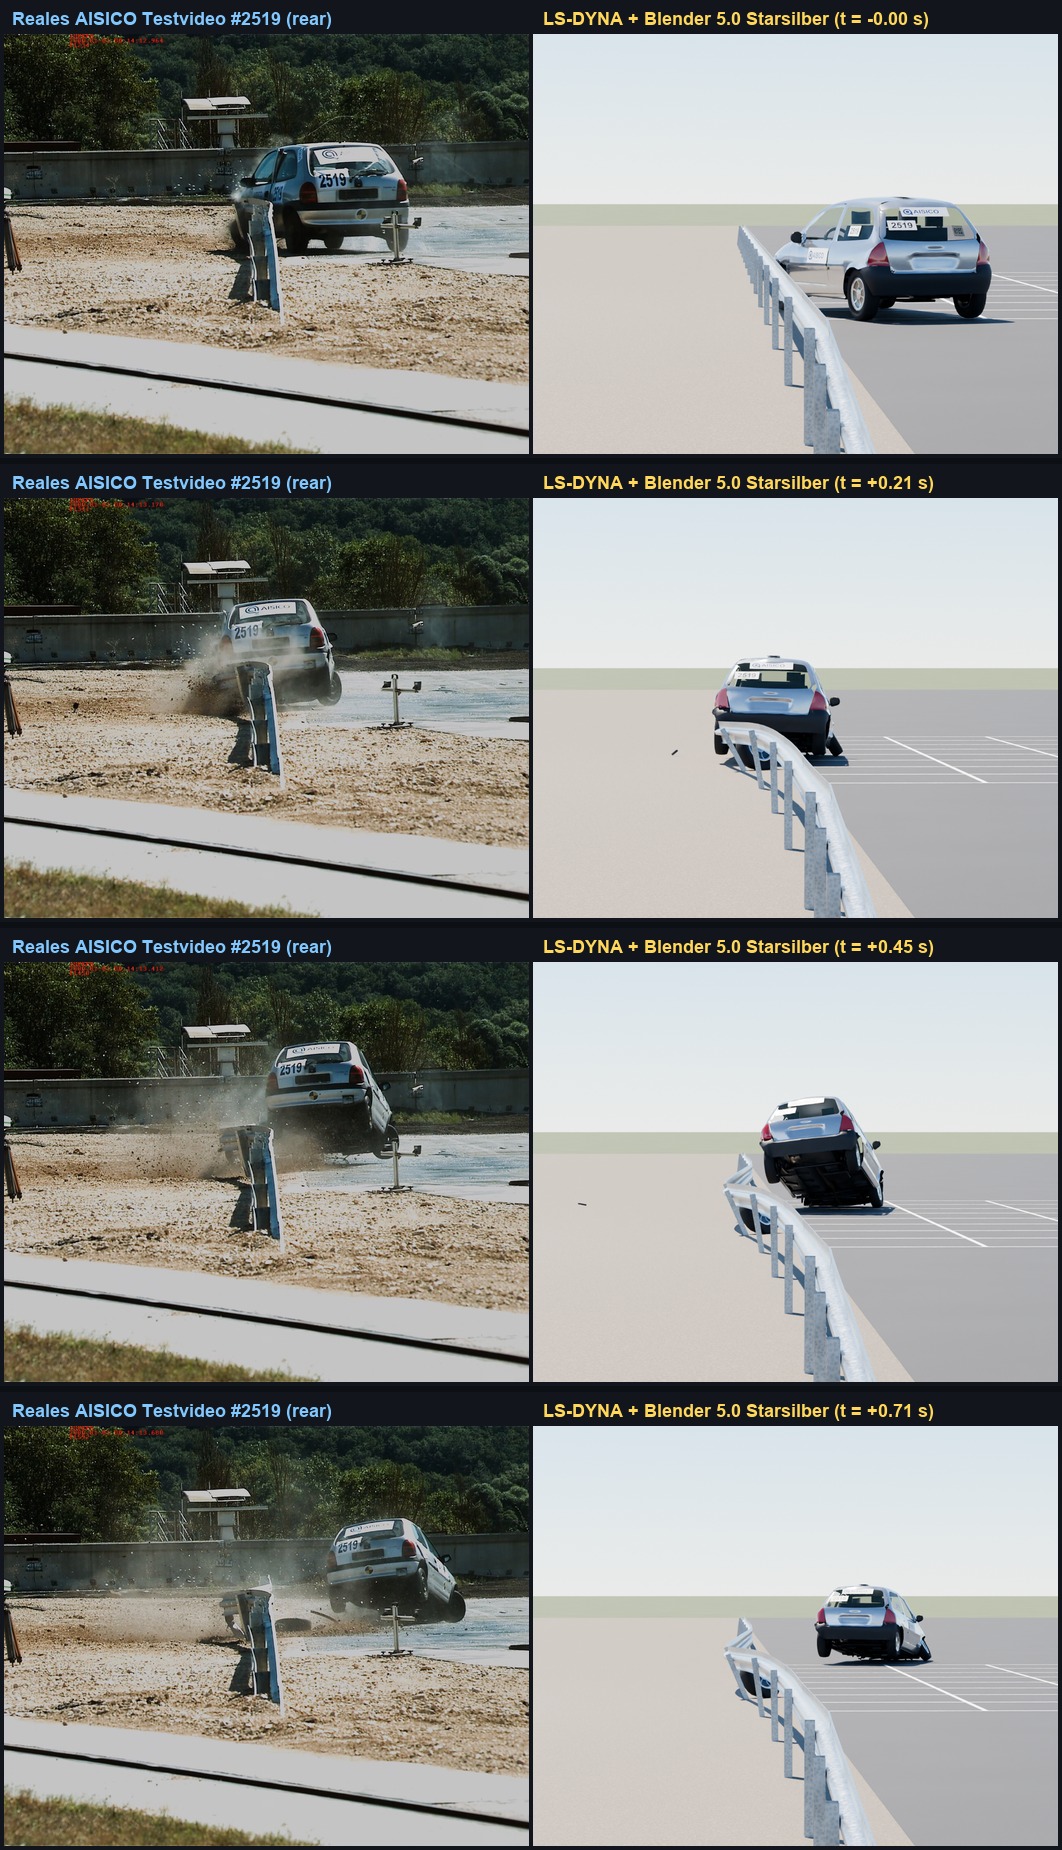 Reales AISICO Testvideo #2519 (rear)
LS-DYNA + Blender 5.0 Starsilber (t = -0.00 s)
2519
AISICO
2519
Reales AISICO Testvideo #2519 (rear)
LS-DYNA + Blender 5.0 Starsilber (t = +0.21 s)
AISICO
2519
AISICO
2519
Reales AISICO Testvideo #2519 (rear)
LS-DYNA + Blender 5.0 Starsilber (t = +0.45 s)
AISICO
2519
Reales AISICO Testvideo #2519 (rear)
LS-DYNA + Blender 5.0 Starsilber (t = +0.71 s)
AISICO
2519